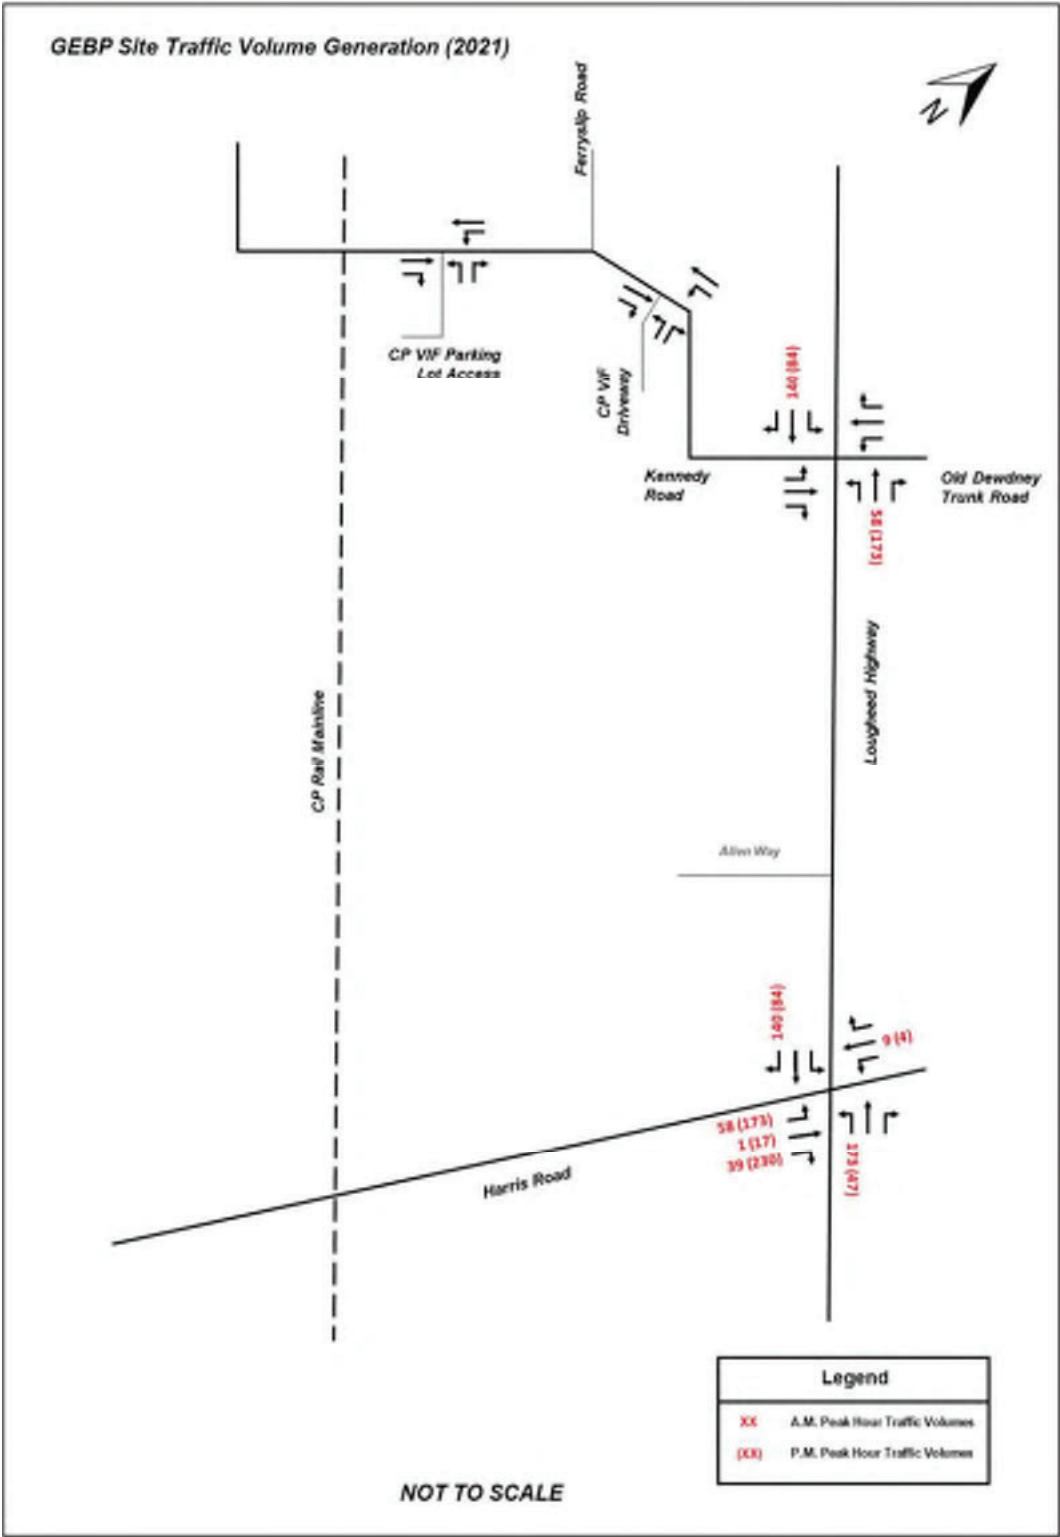 GEBP Site Traffic Volume Generation (2021)
Ferryslip Road
N
CP VIF Parking
Lot Access
CP VIF
Driveway
140 (84)
Kennedy
Road
Old Dewdney
Trunk Road
58 (173)
Lougheed Highway
CP Rail Mainline
Allen Way
140 (84)
9 (4)
58 (173)
1 (17)
39 (230)
173 (47)
Harris Road
Legend
XX A.M. Peak Hour Traffic Volumes
(XX) P.M. Peak Hour Traffic Volumes
NOT TO SCALE